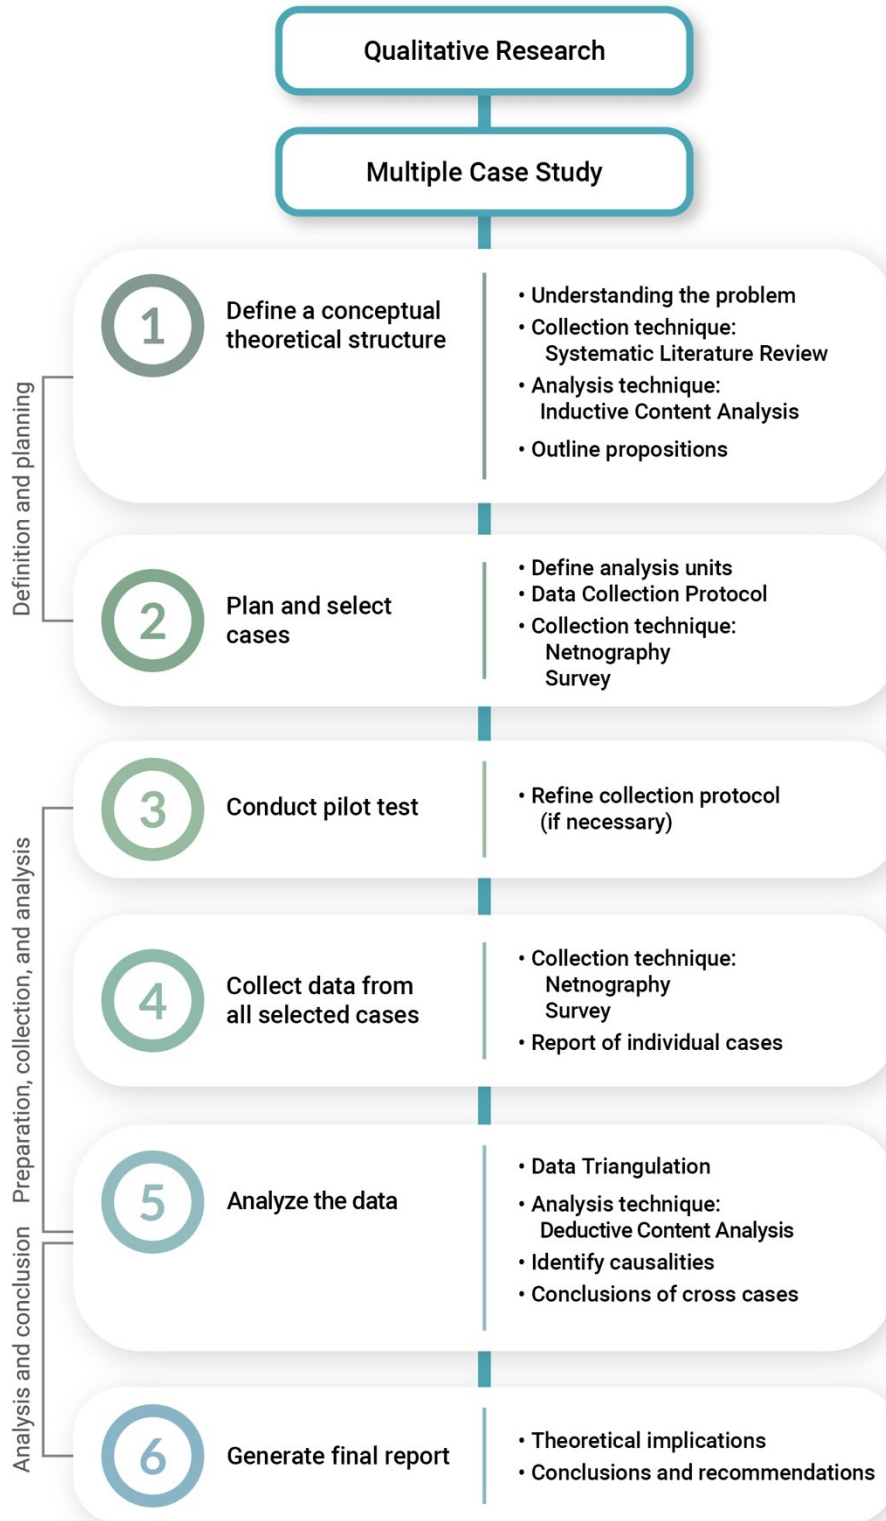 Qualitative Research
Multiple Case Study
Definition and planning
1
Define a conceptual
theoretical structure
• Understanding the problem
• Collection technique:
Systematic Literature Review
• Analysis technique:
Inductive Content Analysis
• Outline propositions
2
Plan and select
cases
• Define analysis units
• Data Collection Protocol
• Collection technique:
Netnography
Survey
Preparation, collection, and analysis
3
Conduct pilot test
• Refine collection protocol
(if necessary)
4
Collect data from
all selected cases
• Collection technique:
Netnography
Survey
• Report of individual cases
5
Analyze the data
• Data Triangulation
• Analysis technique:
Deductive Content Analysis
• Identify causalities
• Conclusions of cross cases
Analysis and conclusion
6
Generate final report
• Theoretical implications
• Conclusions and recommendations